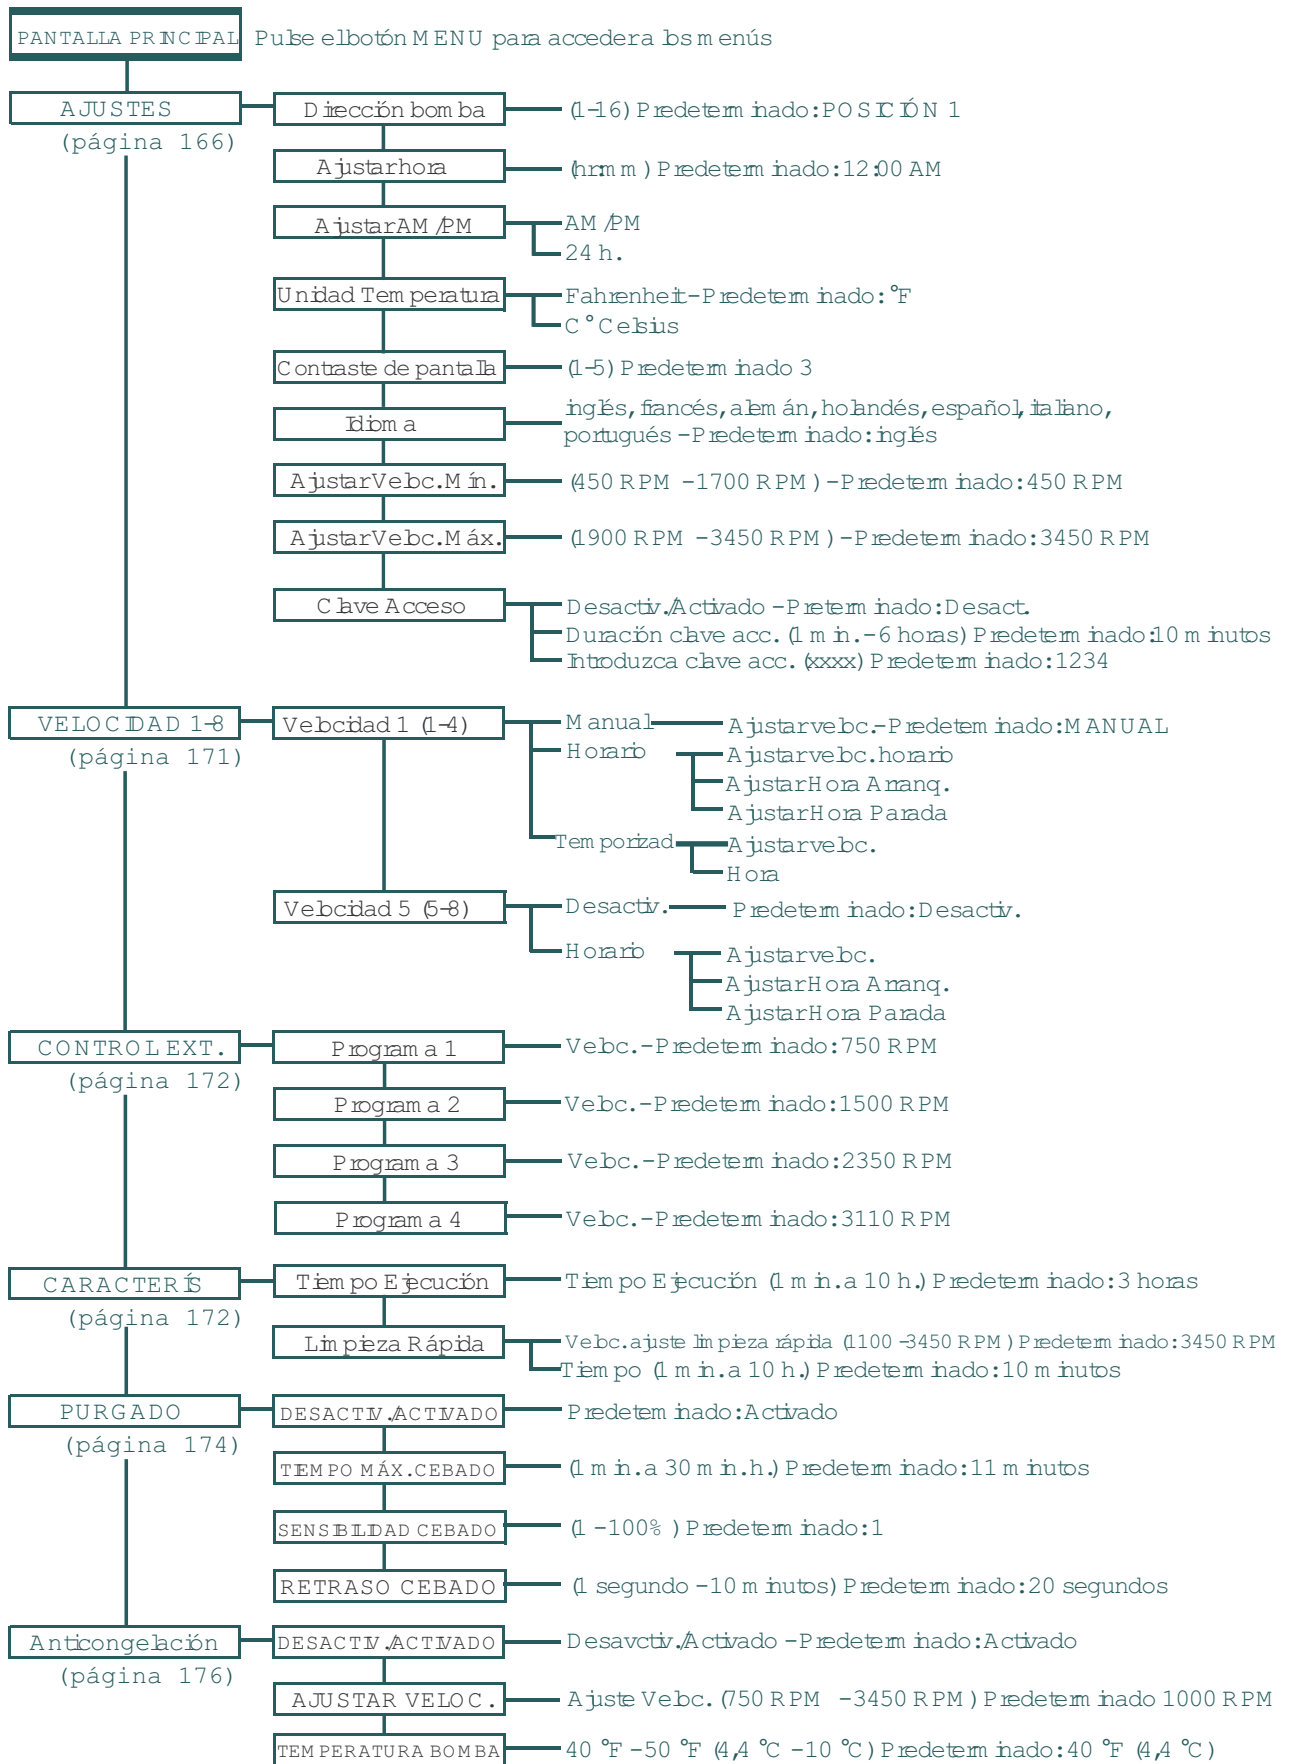 PANTALLA PRINCIPAL Pulse el botón MENU para acceder a los menús
AJUSTES
(página 166)
Dirección bomba
(1-16) Predeterminado: POSICIÓN 1
Ajustar hora
(hr:mm) Predeterminado: 12:00 AM
Ajustar AM/PM
AM/PM
24 h.
Unidad Temperatura
Fahrenheit - Predeterminado: °F
C° Celsius
Contraste de pantalla
(1-5) Predeterminado 3
Idioma
inglés, francés, alemán, holandés, español, italiano,
portugués - Predeterminado: inglés
Ajustar Veloc. Mín.
(450 RPM - 1700 RPM) - Predeterminado: 450 RPM
Ajustar Veloc. Máx.
(1900 RPM - 3450 RPM) - Predeterminado: 3450 RPM
Clave Acceso
Desactiv./Activado - Preterminado: Desact.
Duración clave acc. (1 min. - 6 horas) Predeterminado: 10 minutos
Introduzca clave acc. (xxxx) Predeterminado: 1234
VELOCIDAD 1-8
(página 171)
Velocidad 1 (1-4)
Manual
Ajustar veloc. - Predeterminado: MANUAL
Horario
Ajustar veloc. horario
Ajustar Hora Arranq.
Ajustar Hora Parada
Temporizad
Ajustar veloc.
Hora
Velocidad 5 (5-8)
Desactiv.
Predeterminado: Desactiv.
Horario
Ajustar veloc.
Ajustar Hora Arranq.
Ajustar Hora Parada
CONTROL EXT.
(página 172)
Programa 1
Veloc. - Predeterminado: 750 RPM
Programa 2
Veloc. - Predeterminado: 1500 RPM
Programa 3
Veloc. - Predeterminado: 2350 RPM
Programa 4
Veloc. - Predeterminado: 3110 RPM
CARACTERÍS
(página 172)
Tiempo Ejecución
Tiempo Ejecución (1 min. a 10 h.) Predeterminado: 3 horas
Limpieza Rápida
Veloc. ajuste limpieza rápida (1100 - 3450 RPM) Predeterminado: 3450 RPM
Tiempo (1 min. a 10 h.) Predeterminado: 10 minutos
PURGADO
(página 174)
DESACTIV./ACTIVADO
Predeterminado: Activado
TIEMPO MÁX. CEBADO
(1 min. a 30 min. h.) Predeterminado: 11 minutos
SENSIBILIDAD CEBADO
(1 - 100%) Predeterminado: 1
RETRASO CEBADO
(1 segundo - 10 minutos) Predeterminado: 20 segundos
Anticongelación
(página 176)
DESACTIV./ACTIVADO
Desavctiv./Activado - Predeterminado: Activado
AJUSTAR VELOC.
Ajuste Veloc. (750 RPM - 3450 RPM) Predeterminado 1000 RPM
TEMPERATURA BOMBA
40 °F - 50 °F (4,4 °C - 10 °C) Predeterminado: 40 °F (4,4 °C)